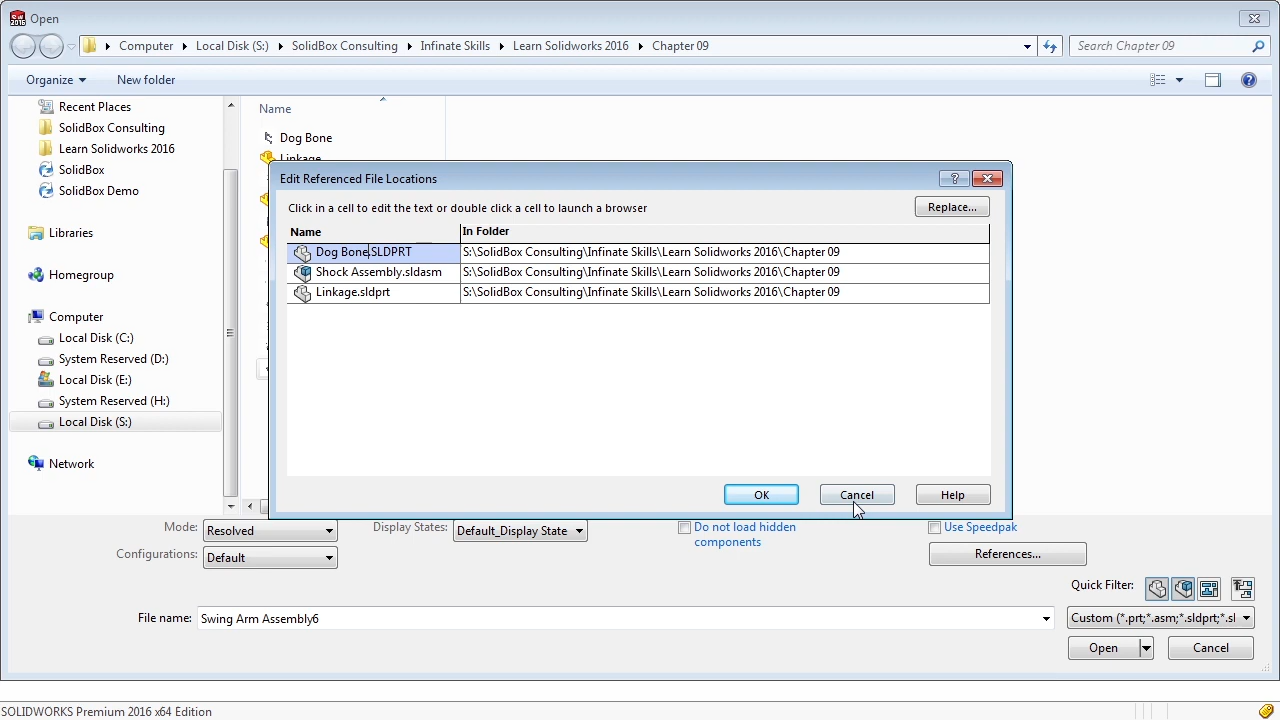 SW 2016 Open
Computer Local Disk (S:) SolidBox Consulting Infinate Skills Learn Solidworks 2016 Chapter 09
Search Chapter 09
Organize New folder
Recent Places
SolidBox Consulting
Learn Solidworks 2016
SolidBox
SolidBox Demo
Libraries
Homegroup
Computer
Local Disk (C:)
System Reserved (D:)
Local Disk (E:)
System Reserved (H:)
Local Disk (S:)
Network
Name
Dog Bone
Linkage
Edit Referenced File Locations
Click in a cell to edit the text or double click a cell to launch a browser
Replace...
Name In Folder
Dog Bone.SLDPRT S:\SolidBox Consulting\Infinate Skills\Learn Solidworks 2016\Chapter 09
Shock Assembly.sldasm S:\SolidBox Consulting\Infinate Skills\Learn Solidworks 2016\Chapter 09
Linkage.sldprt S:\SolidBox Consulting\Infinate Skills\Learn Solidworks 2016\Chapter 09
OK Cancel Help
Mode: Resolved
Configurations: Default
Display States: Default_Display State
Do not load hidden
components
Use Speedpak
References...
Quick Filter:
File name: Swing Arm Assembly6
Custom (*.prt;*.asm;*.sldprt;*.sl
Open Cancel
SOLIDWORKS Premium 2016 x64 Edition